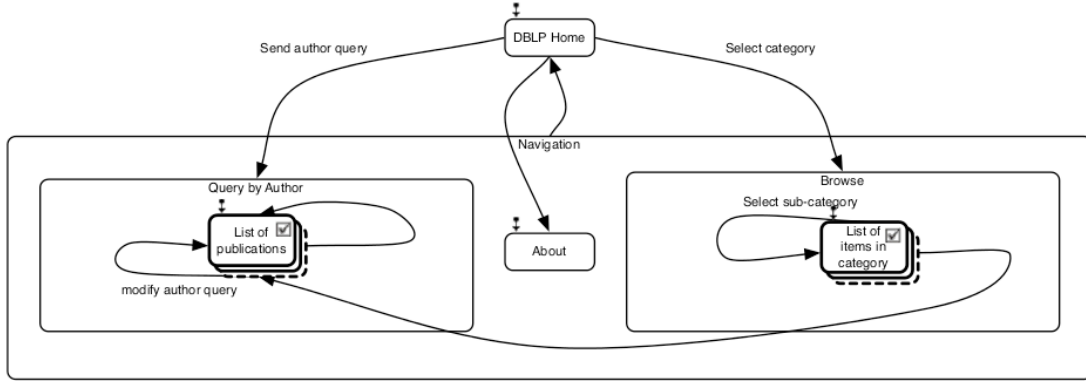 DBLP Home
Send author query
Select category
Navigation
Query by Author
Browse
Select sub-category
List of
publications
List of
items in
category
About
modify author query